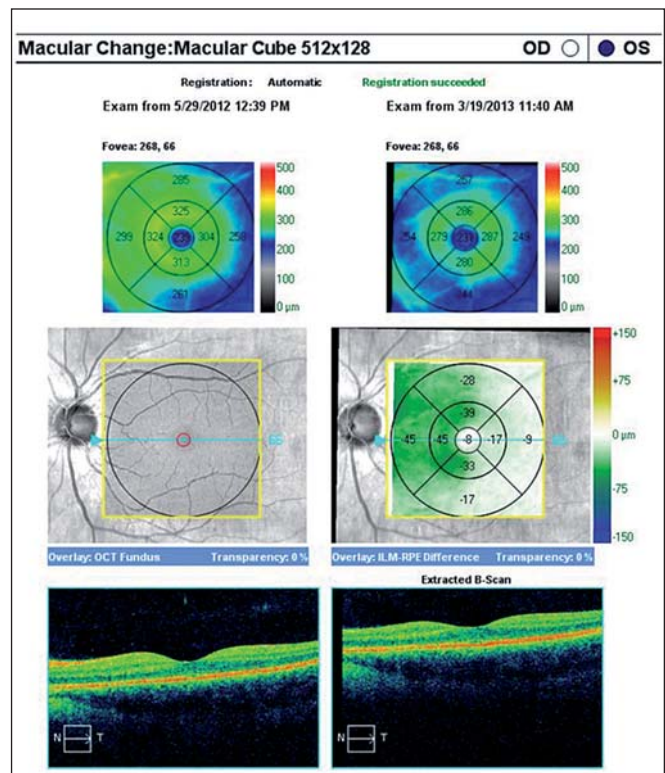 Macular Change:Macular Cube 512x128 OD OS
Registration: Automatic Registration succeeded
Exam from 5/29/2012 12:39 PM Exam from 3/19/2013 11:40 AM
Fovea: 268, 66 Fovea: 268, 66
285
325
299 324 239 304 258
313
261
500
400
300
200
100
0 µm
257
286
254 279 231 287 249
280
244
500
400
300
200
100
0 µm
66
-28
-39
-45 -45 -8 -17 -9
-33
-17
66
+150
+75
0 µm
-75
-150
Overlay: OCT Fundus Transparency: 0 % Overlay: ILM-RPE Difference Transparency: 0 %
Extracted B-Scan
N T
N T